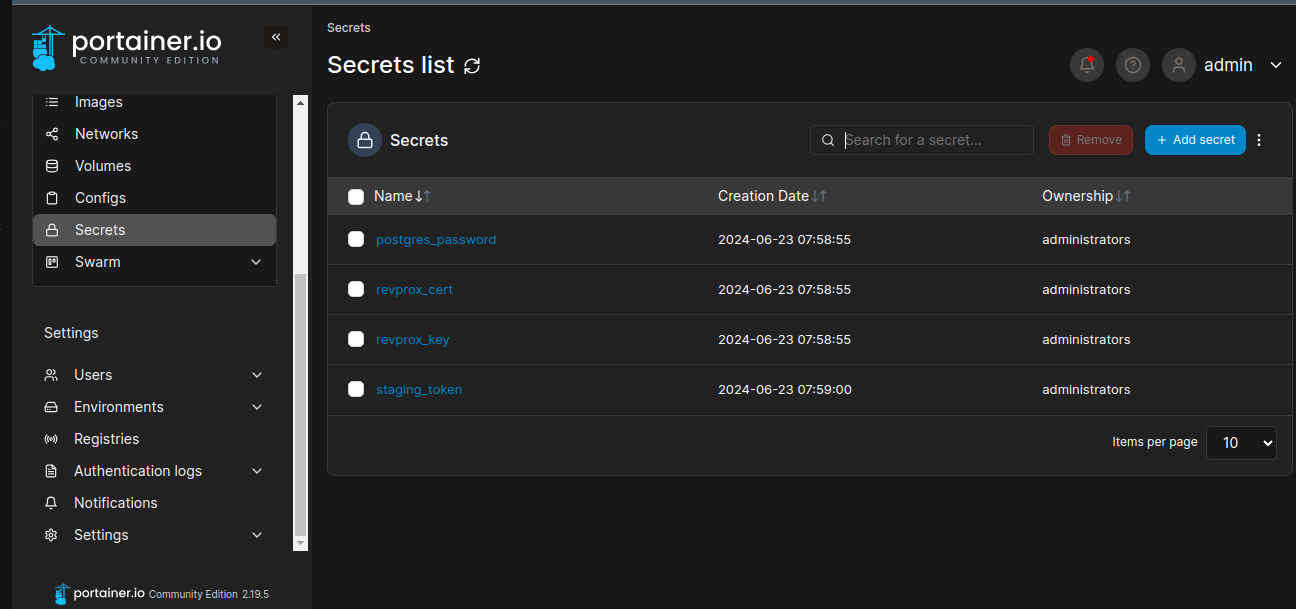 portainer.io
COMMUNITY EDITION
Images
Networks
Volumes
Configs
Secrets
Swarm
Settings
Users
Environments
Registries
Authentication logs
Notifications
Settings
portainer.io Community Edition 2.19.5
Secrets
Secrets list
admin
Secrets
Search for a secret...
Remove
+ Add secret
Name Creation Date Ownership
postgres_password 2024-06-23 07:58:55 administrators
revprox_cert 2024-06-23 07:58:55 administrators
revprox_key 2024-06-23 07:58:55 administrators
staging_token 2024-06-23 07:59:00 administrators
Items per page 10